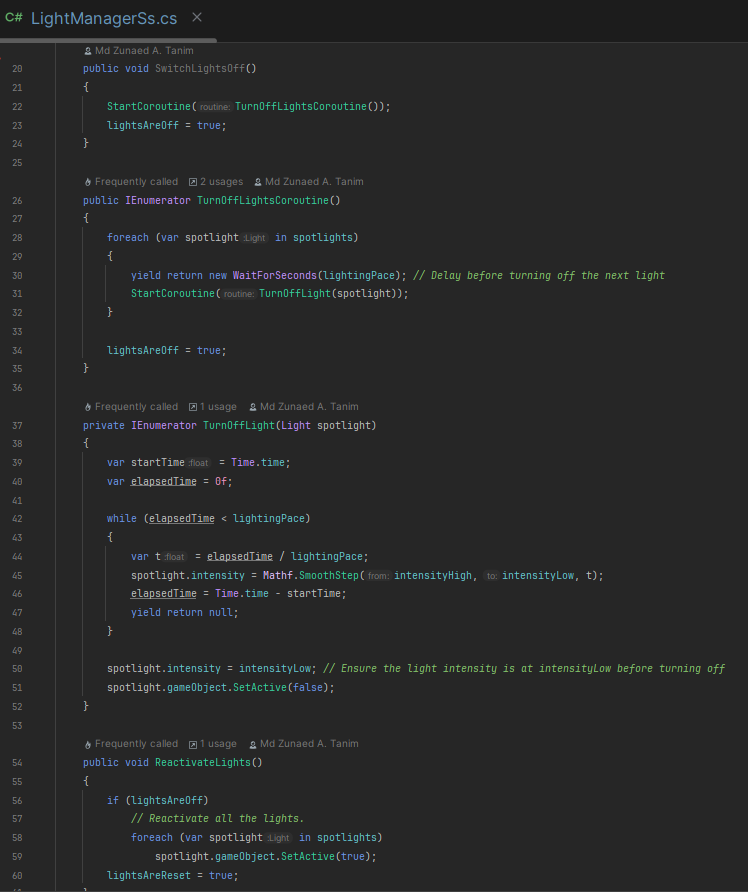 C# LightManagerSs.cs ×
Md Zunaed A. Tanim
20 public void SwitchLightsOff()
21 {
22 StartCoroutine( routine: TurnOffLightsCoroutine());
23 lightsAreOff = true;
24 }
25
Frequently called 2 usages Md Zunaed A. Tanim
26 public IEnumerator TurnOffLightsCoroutine()
27 {
28 foreach (var spotlight :Light in spotlights)
29 {
30 yield return new WaitForSeconds(lightingPace); // Delay before turning off the next light
31 StartCoroutine( routine: TurnOffLight(spotlight));
32 }
33
34 lightsAreOff = true;
35 }
36
Frequently called 1 usage Md Zunaed A. Tanim
37 private IEnumerator TurnOffLight(Light spotlight)
38 {
39 var startTime :float = Time.time;
40 var elapsedTime = 0f;
41
42 while (elapsedTime < lightingPace)
43 {
44 var t :float = elapsedTime / lightingPace;
45 spotlight.intensity = Mathf.SmoothStep( from: intensityHigh, to: intensityLow, t);
46 elapsedTime = Time.time - startTime;
47 yield return null;
48 }
49
50 spotlight.intensity = intensityLow; // Ensure the light intensity is at intensityLow before turning off
51 spotlight.gameObject.SetActive(false);
52 }
53
Frequently called 1 usage Md Zunaed A. Tanim
54 public void ReactivateLights()
55 {
56 if (lightsAreOff)
57 // Reactivate all the lights.
58 foreach (var spotlight :Light in spotlights)
59 spotlight.gameObject.SetActive(true);
60 lightsAreReset = true;